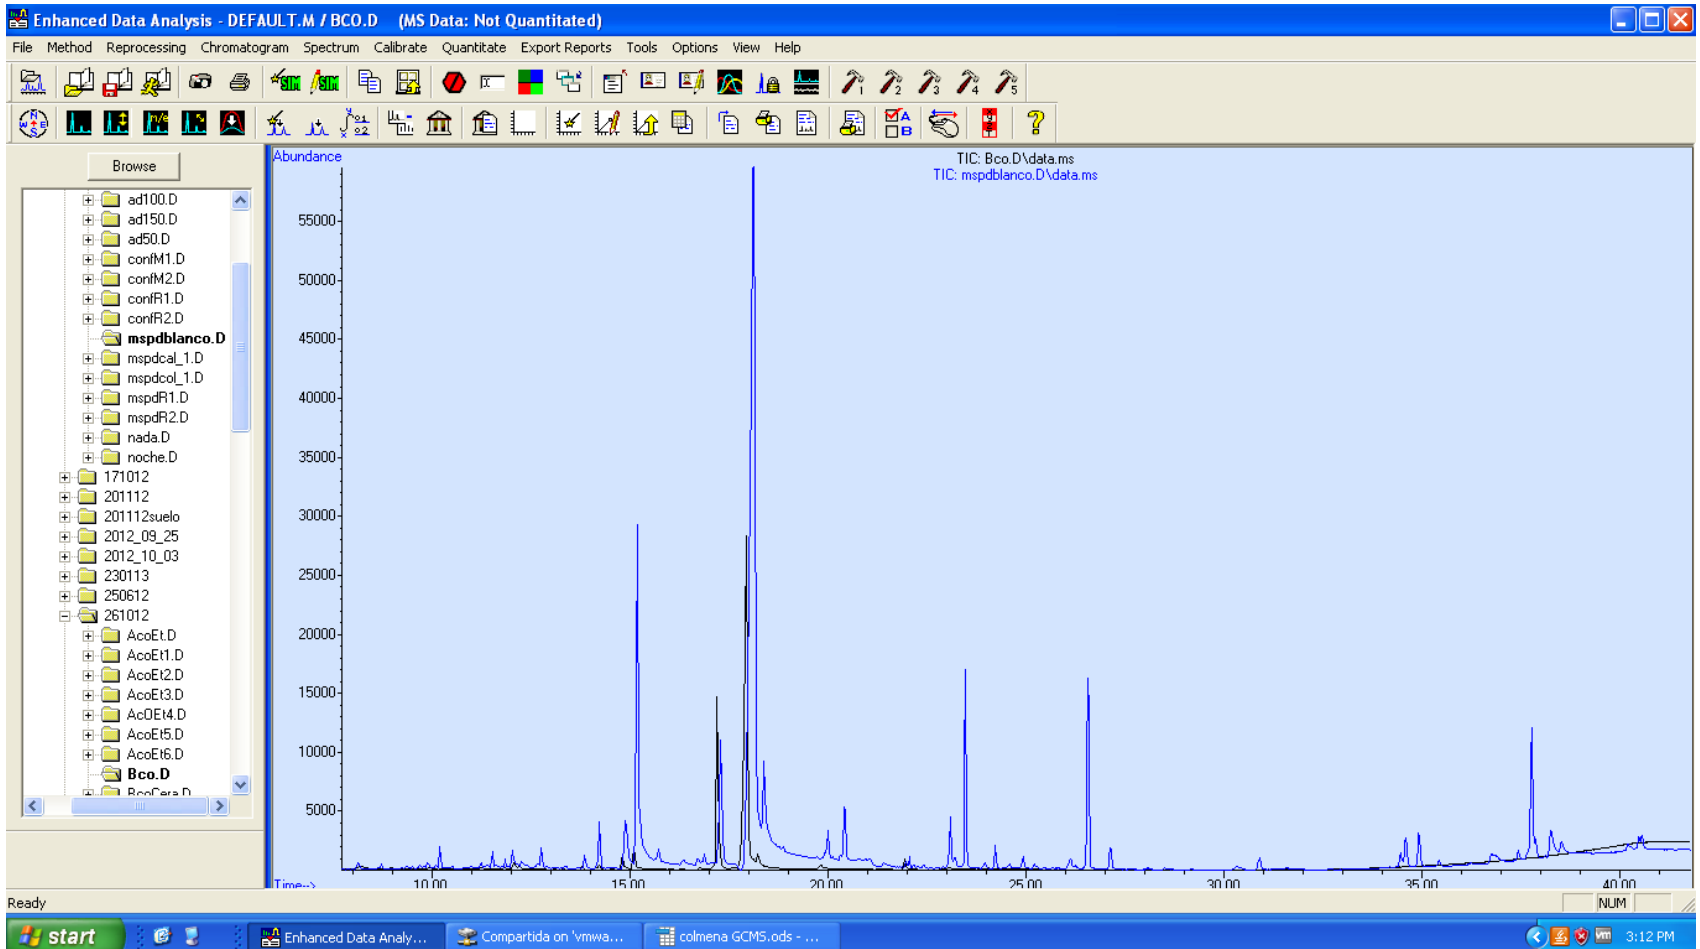 Enhanced Data Analysis - DEFAULT.M / BCO.D (MS Data: Not Quantitated)
File Method Reprocessing Chromatogram Spectrum Calibrate Quantitate Export Reports Tools Options View Help
Browse
ad100.D
ad150.D
ad50.D
confM1.D
confM2.D
confR1.D
confR2.D
mspdblanco.D
mspdcal_1.D
mspdcol_1.D
mspdR1.D
mspdR2.D
nada.D
noche.D
171012
201112
201112suelo
2012_09_25
2012_10_03
230113
250612
261012
AcoEt.D
AcoEt1.D
AcoEt2.D
AcoEt3.D
AcOEt4.D
AcoEt5.D
AcoEt6.D
Bco.D
BcoCera.D
Abundance
TIC: Bco.D\data.ms
TIC: mspdblanco.D\data.ms
55000
50000
45000
40000
35000
30000
25000
20000
15000
10000
5000
Time-->
10.00 15.00 20.00 25.00 30.00 35.00 40.00
Ready
NUM
start
Enhanced Data Analy...
Compartida on 'vmwa...
colmena GCMS.ods - ...
3:12 PM